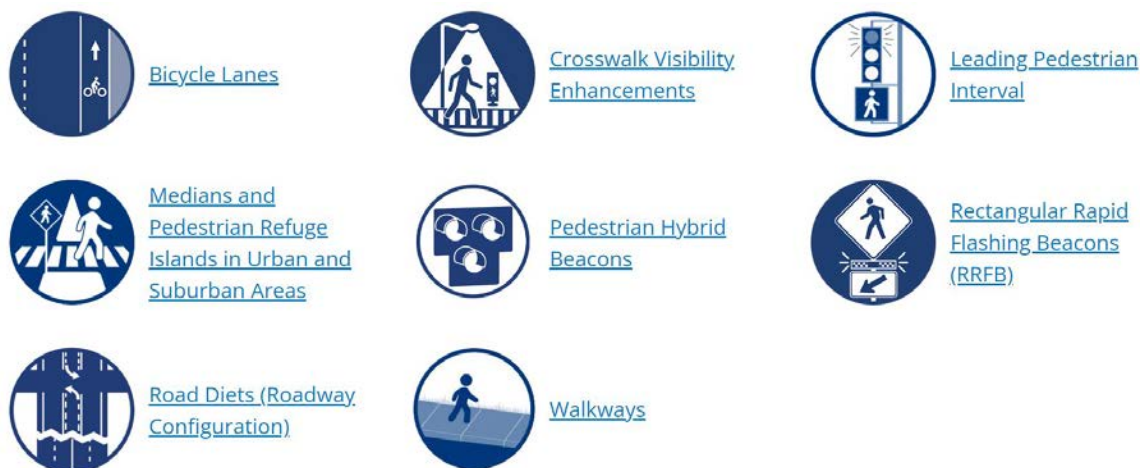 Bicycle Lanes
Crosswalk Visibility
Enhancements
Leading Pedestrian
Interval
Medians and
Pedestrian Refuge
Islands in Urban and
Suburban Areas
Pedestrian Hybrid
Beacons
Rectangular Rapid
Flashing Beacons
(RRFB)
Road Diets (Roadway
Configuration)
Walkways